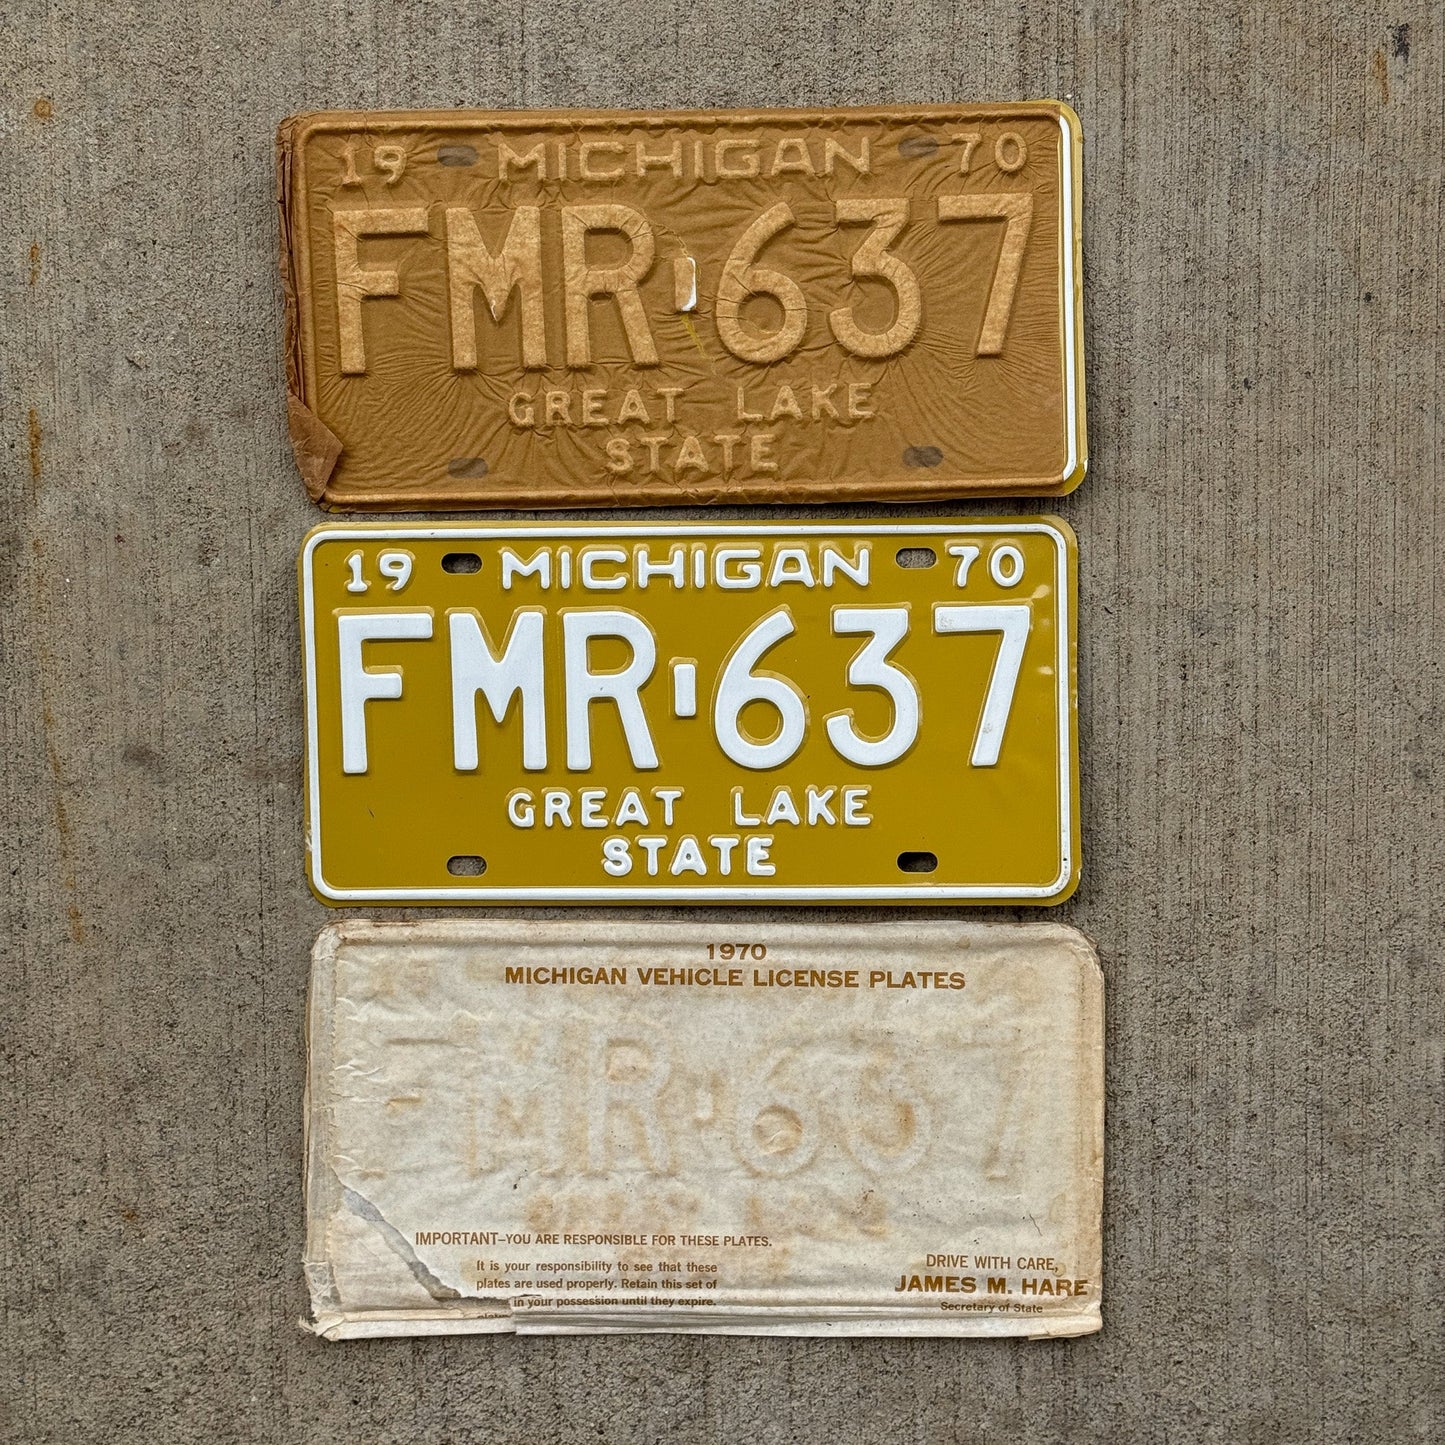 19 MICHIGAN 70
FMR-637
GREAT LAKE
STATE
19 MICHIGAN 70
FMR-637
GREAT LAKE
STATE
1970
MICHIGAN VEHICLE LICENSE PLATES
FMR-637
IMPORTANT—YOU ARE RESPONSIBLE FOR THESE PLATES.
It is your responsibility to see that these
plates are used properly. Retain this set of
in your possession until they expire.
DRIVE WITH CARE,
JAMES M. HARE
Secretary of State